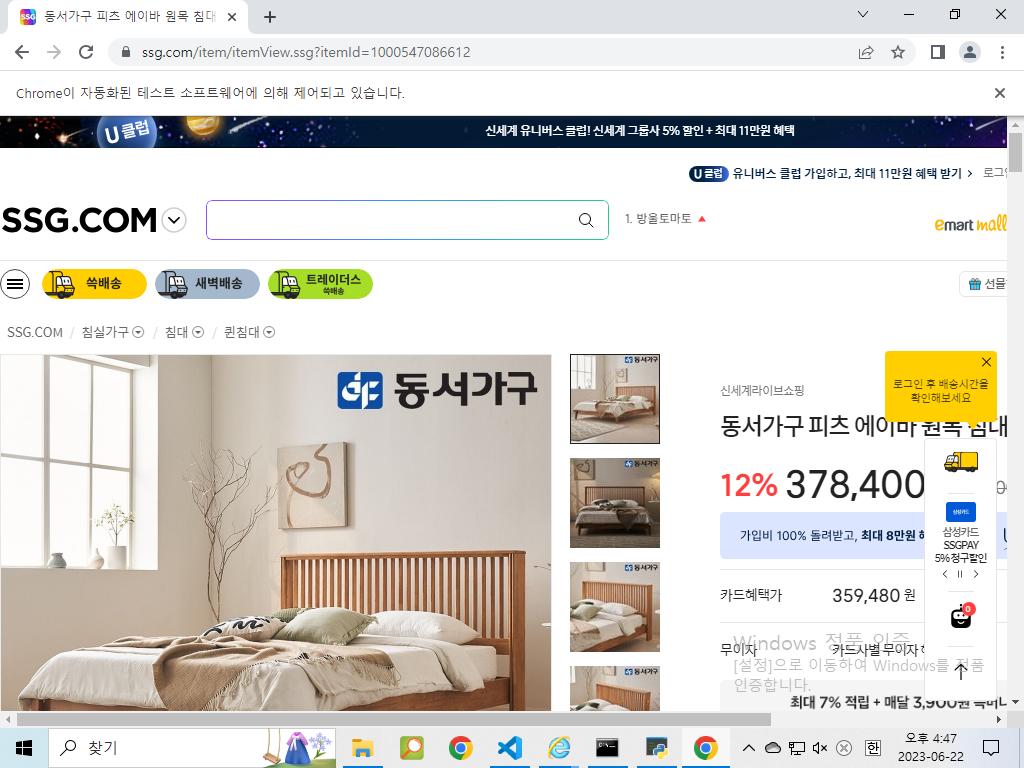 동서가구 피츠 에이바 원목 침대
ssg.com/item/itemView.ssg?itemId=1000547086612
Chrome이 자동화된 테스트 소프트웨어에 의해 제어되고 있습니다.
U클럽
신세계 유니버스 클럽! 신세계 그룹사 5% 할인 + 최대 11만원 혜택
U 클럽 유니버스 클럽 가입하고, 최대 11만원 혜택 받기 >
SSG.COM
1. 방울토마토
emart mall
쓱배송
새벽배송
트레이더스
쓱배송
선물
SSG.COM / 침실가구 / 침대 / 퀸침대
동서가구
신세계라이브쇼핑
동서가구 피츠 에이바 원목 침대
12% 378,400
가입비 100% 돌려받고, 최대 8만원
카드혜택가 359,480 원
무이자 카드사별 무이자
최대 7% 적립 + 매달 3,900원
로그인 후 배송시간을
확인해보세요
삼성카드
삼성카드
SSGPAY
5% 청구할인
0
Windows 정품 인증
[설정]으로 이동하여 Windows를 정품
인증합니다.
찾기
한
오후 4:47
2023-06-22